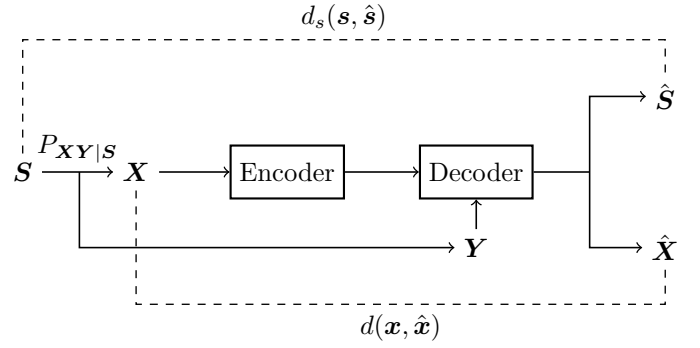 d_s(s, ŝ)
Ŝ
P_{XY|S}
S X Encoder Decoder
Y X̂
d(x, x̂)